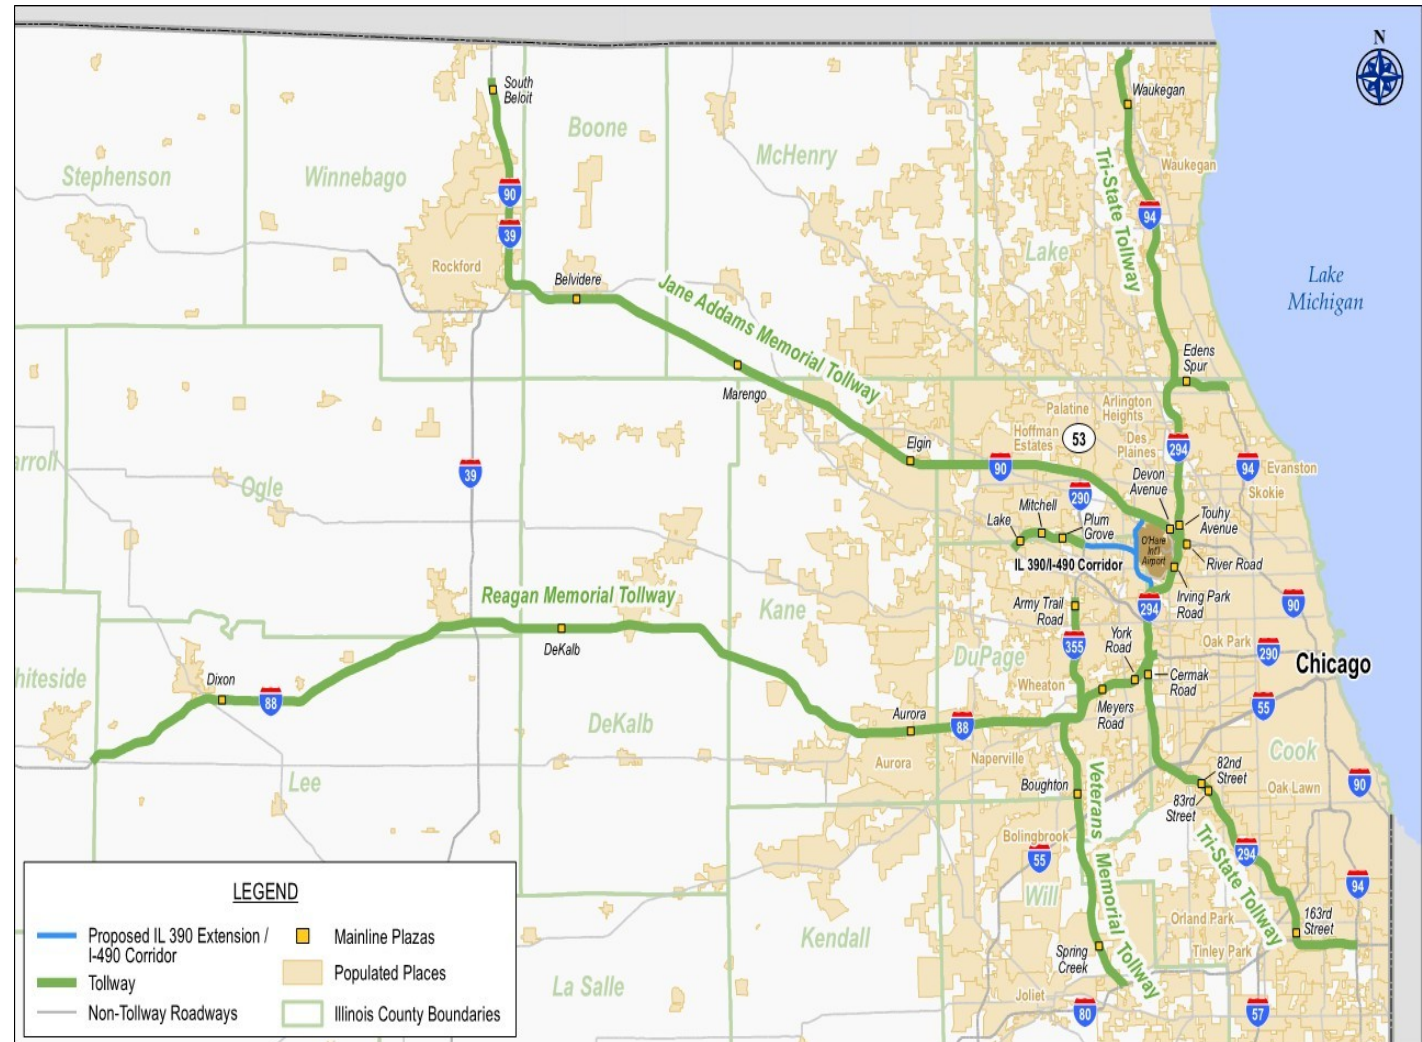 N
South
Beloit
Boone
McHenry
Stephenson
Winnebago
90
39
Rockford
Belvidere
Jane Addams Memorial Tollway
Marengo
Waukegan
Waukegan
Tri-State Tollway
94
Lake
Lake
Michigan
Edens
Spur
Palatine
Arlington
Heights
Hoffman
Estates
53
Des
Plaines
294
94
Evanston
Skokie
Elgin
90
290
Devon
Avenue
Touhy
Avenue
Mitchell
Lake
Plum
Grove
O'Hare
Int'l
Airport
River Road
IL 390/I-490 Corridor
Irving Park
Road
294
90
arroll
Ogle
39
Reagan Memorial Tollway
Kane
DeKalb
hiteside
Dixon
88
Army Trail
Road
355
York
Road
Oak Park
290
Chicago
DuPage
Wheaton
Cermak
Road
Meyers
Road
55
DeKalb
Aurora
88
Aurora
Naperville
Cook
Lee
Boughton
Veterans Memorial Tollway
82nd
Street
83rd
Street
Oak Lawn
90
Bolingbrook
55
Will
Tri-State Tollway
294
94
Kendall
Orland Park
Tinley Park
163rd
Street
Spring
Creek
La Salle
Joliet
80
57
LEGEND
Proposed IL 390 Extension /
I-490 Corridor
Tollway
Non-Tollway Roadways
Mainline Plazas
Populated Places
Illinois County Boundaries